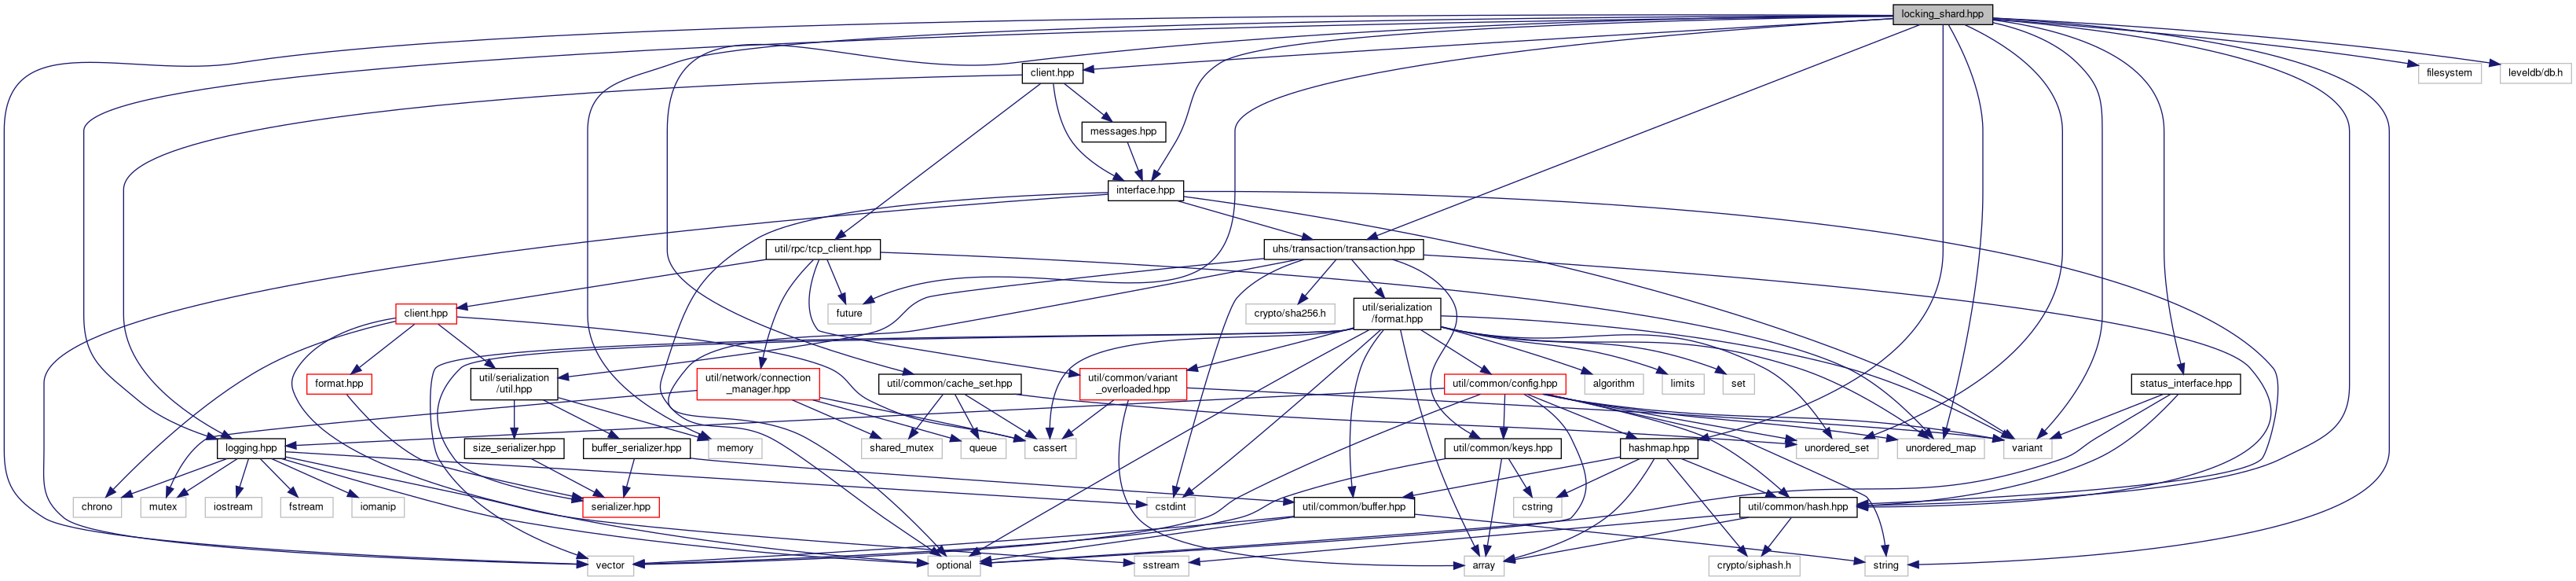 locking_shard.hpp
client.hpp
filesystem
leveldb/db.h
messages.hpp
interface.hpp
util/rpc/tcp_client.hpp
uhs/transaction/transaction.hpp
client.hpp
future
crypto/sha256.h
util/serialization
/format.hpp
format.hpp
util/serialization
/util.hpp
util/network/connection
_manager.hpp
util/common/cache_set.hpp
util/common/variant
_overloaded.hpp
util/common/config.hpp
algorithm
limits
set
status_interface.hpp
logging.hpp
size_serializer.hpp
buffer_serializer.hpp
memory
shared_mutex
queue
cassert
util/common/keys.hpp
hashmap.hpp
unordered_set
unordered_map
variant
chrono
mutex
iostream
fstream
iomanip
serializer.hpp
cstdint
util/common/buffer.hpp
cstring
util/common/hash.hpp
vector
optional
sstream
array
crypto/siphash.h
string